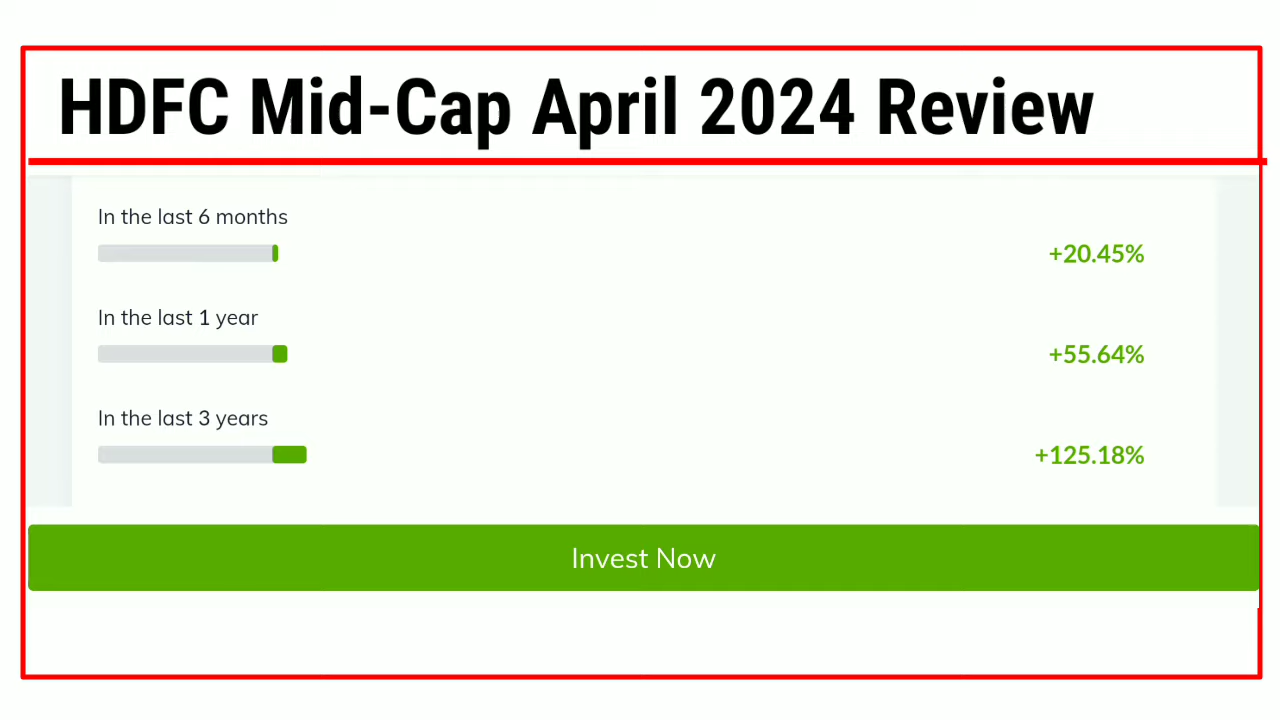 HDFC Mid-Cap April 2024 Review
In the last 6 months
+20.45%
In the last 1 year
+55.64%
In the last 3 years
+125.18%
Invest Now